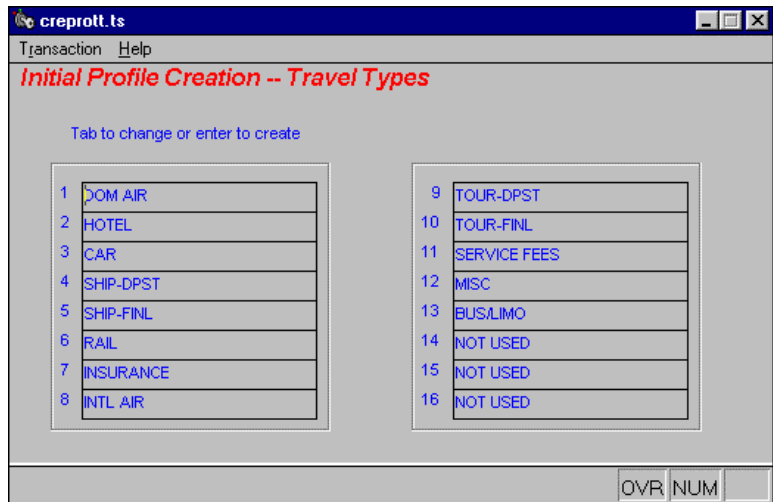 creprott.ts
Transaction Help
Initial Profile Creation -- Travel Types
Tab to change or enter to create
1 DOM AIR
2 HOTEL
3 CAR
4 SHIP-DPST
5 SHIP-FINL
6 RAIL
7 INSURANCE
8 INTL AIR
9 TOUR-DPST
10 TOUR-FINL
11 SERVICE FEES
12 MISC
13 BUS/LIMO
14 NOT USED
15 NOT USED
16 NOT USED
OVR NUM